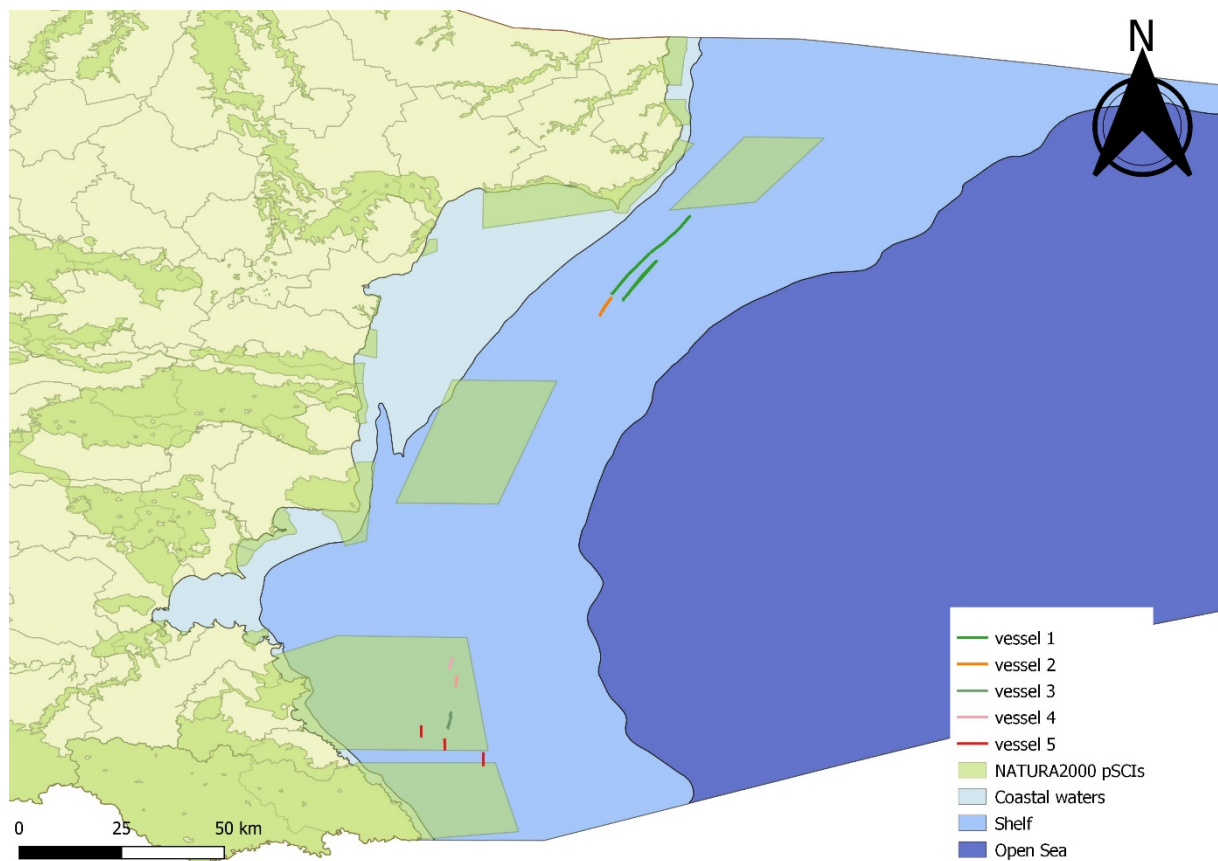 N
vessel 1
vessel 2
vessel 3
vessel 4
vessel 5
NATURA2000 pSCIs
Coastal waters
Shelf
Open Sea
0 25 50 km